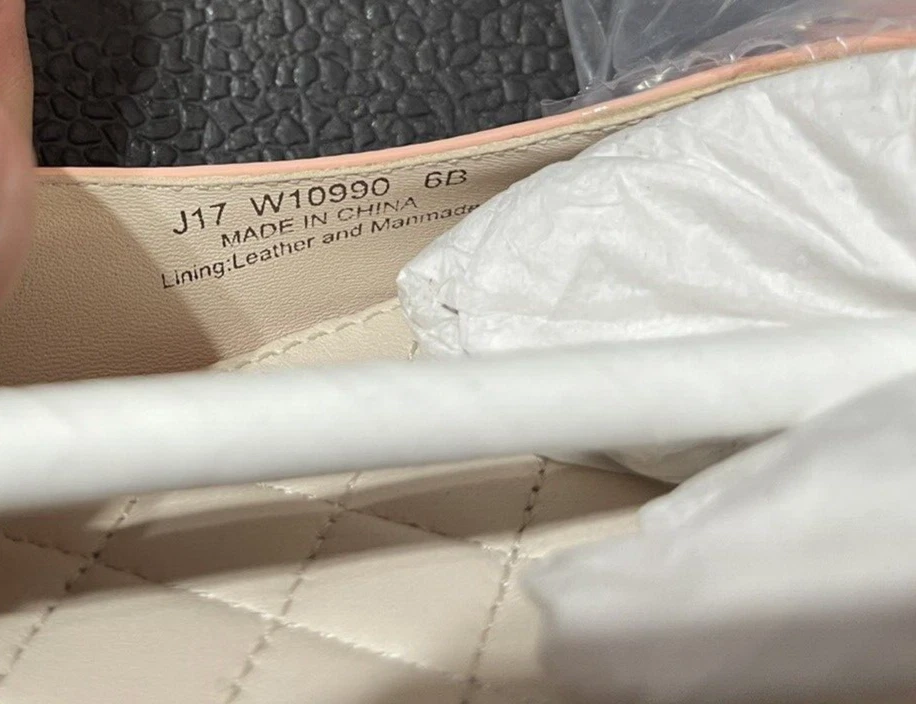 J17 W10990 6B
MADE IN CHINA
Lining:Leather and Manmade